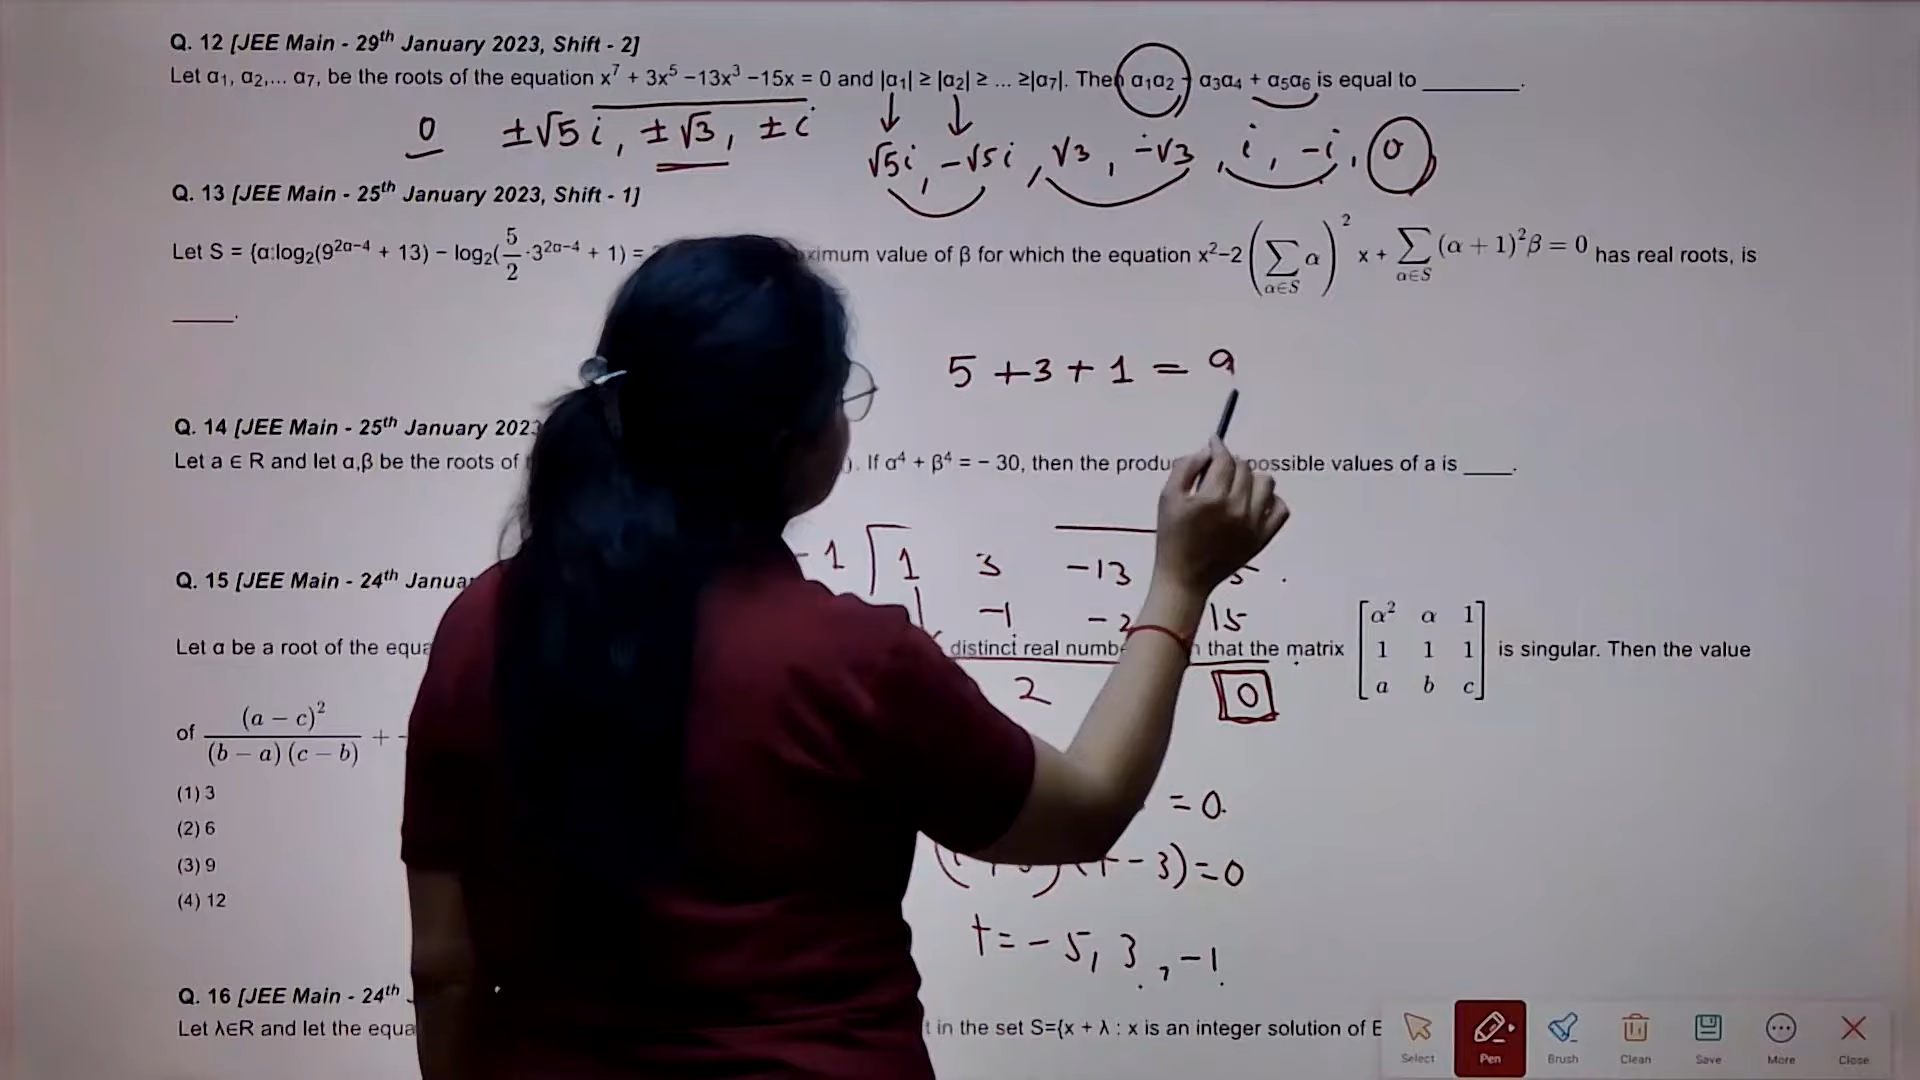 Q. 12 [JEE Main - 29th January 2023, Shift - 2]
Let α1, α2,... α7, be the roots of the equation x⁷ + 3x⁵ −13x³ −15x = 0 and |α1| ≥ |α2| ≥ ... ≥|α7|. Then α1α2 - α3α4 + α5α6 is equal to ________.
0 ±√5 i, ±√3, ±i
√5i, −√5i, √3, −√3, i, −i, 0
Q. 13 [JEE Main - 25th January 2023, Shift - 1]
Let S = {α:log₂(9^(2α−4) + 13) − log₂(5/2 ·3^(2α−4) + 1) = ximum value of β for which the equation x²−2 (∑α∈S α)² x + ∑α∈S (α + 1)²β = 0 has real roots, is
_____.
5 + 3 + 1 = 9
Q. 14 [JEE Main - 25th January 2023
Let a ∈ R and let α,β be the roots of . If α⁴ + β⁴ = − 30, then the produ possible values of a is ____.
- 1 1 3 -13
-1 15
Q. 15 [JEE Main - 24th Janua
Let α be a root of the equa distinct real numb that the matrix [α² α 1 / 1 1 1 / a b c] is singular. Then the value
2 0
of (a − c)² / (b − a) (c − b) +
(1) 3
= 0.
(2) 6
(3) 9
− 3) = 0
(4) 12
t = − 5, 3, −1
Q. 16 [JEE Main - 24th
Let λ∈R and let the equa t in the set S={x + λ : x is an integer solution of E
Select Pen Brush Clean Save More Close